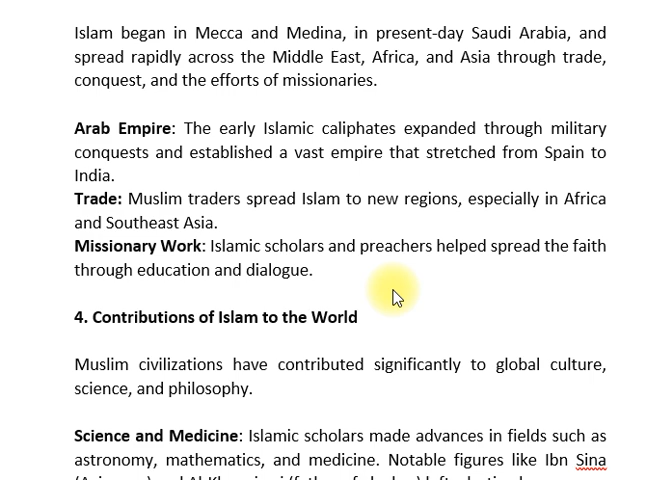 Islam began in Mecca and Medina, in present-day Saudi Arabia, and
spread rapidly across the Middle East, Africa, and Asia through trade,
conquest, and the efforts of missionaries.
Arab Empire: The early Islamic caliphates expanded through military
conquests and established a vast empire that stretched from Spain to
India.
Trade: Muslim traders spread Islam to new regions, especially in Africa
and Southeast Asia.
Missionary Work: Islamic scholars and preachers helped spread the faith
through education and dialogue.
4. Contributions of Islam to the World
Muslim civilizations have contributed significantly to global culture,
science, and philosophy.
Science and Medicine: Islamic scholars made advances in fields such as
astronomy, mathematics, and medicine. Notable figures like Ibn Sina